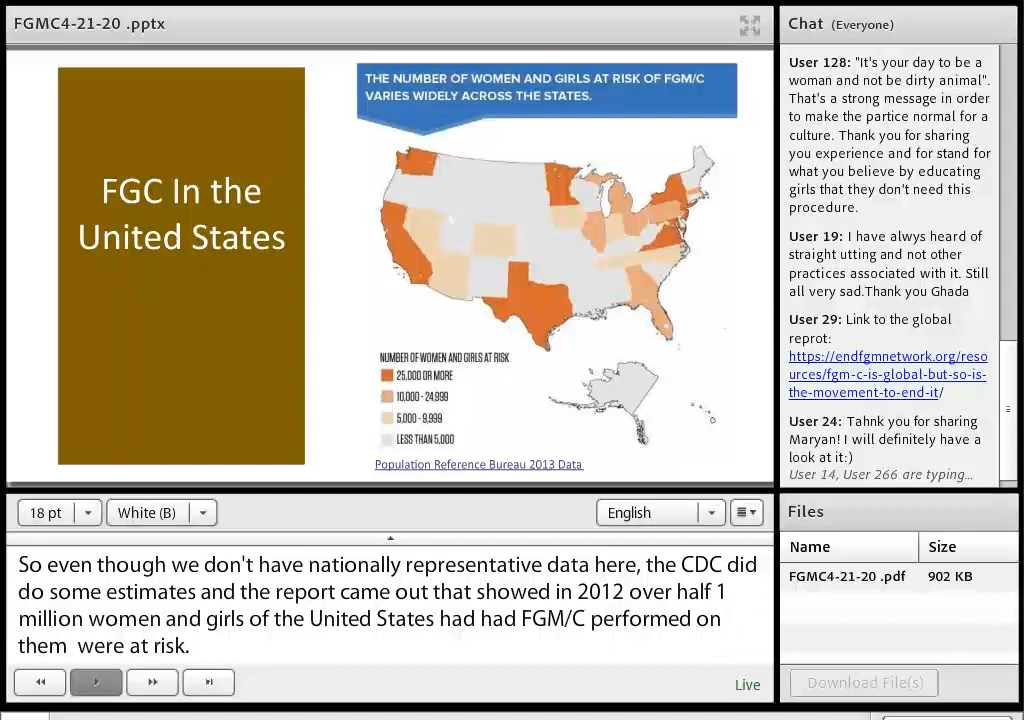 FGMC4-21-20 .pptx
FGC In the
United States
THE NUMBER OF WOMEN AND GIRLS AT RISK OF FGM/C
VARIES WIDELY ACROSS THE STATES.
NUMBER OF WOMEN AND GIRLS AT RISK
25,000 OR MORE
10,000 - 24,999
5,000 - 9,999
LESS THAN 5,000
Population Reference Bureau 2013 Data
18 pt
White (B)
English
So even though we don't have nationally representative data here, the CDC did
do some estimates and the report came out that showed in 2012 over half 1
million women and girls of the United States had had FGM/C performed on
them were at risk.
Live
Chat (Everyone)
User 128: "It's your day to be a
woman and not be dirty animal".
That's a strong message in order
to make the partice normal for a
culture. Thank you for sharing
you experience and for stand for
what you believe by educating
girls that they don't need this
procedure.
User 19: I have alwys heard of
straight utting and not other
practices associated with it. Still
all very sad.Thank you Ghada
User 29: Link to the global
reprot:
https://endfgmnetwork.org/reso
urces/fgm-c-is-global-but-so-is-
the-movement-to-end-it/
User 24: Tahnk you for sharing
Maryan! I will definitely have a
look at it:)
User 14, User 266 are typing...
Files
Name Size
FGMC4-21-20 .pdf 902 KB
Download File(s)